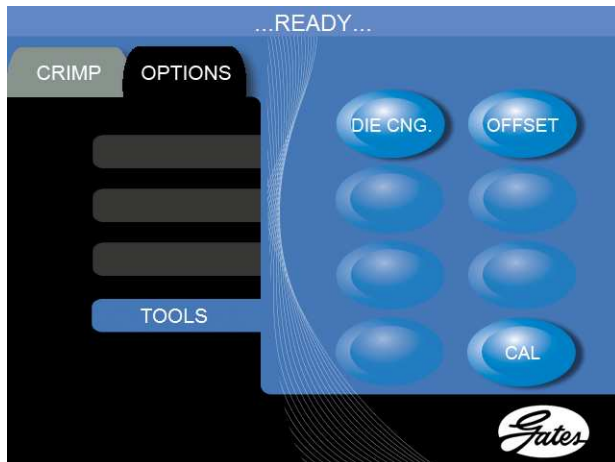 ...READY...
CRIMP
OPTIONS
DIE CNG.
OFFSET
TOOLS
CAL
Gates